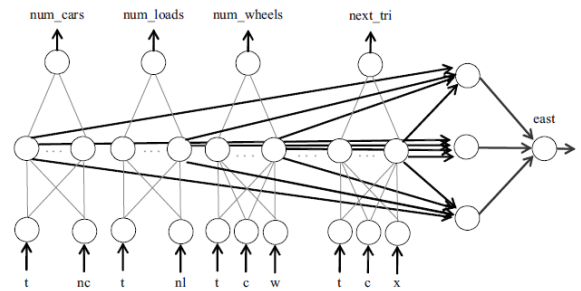 num_cars num_loads num_wheels next_tri
east
t nc t nl t c w t c x